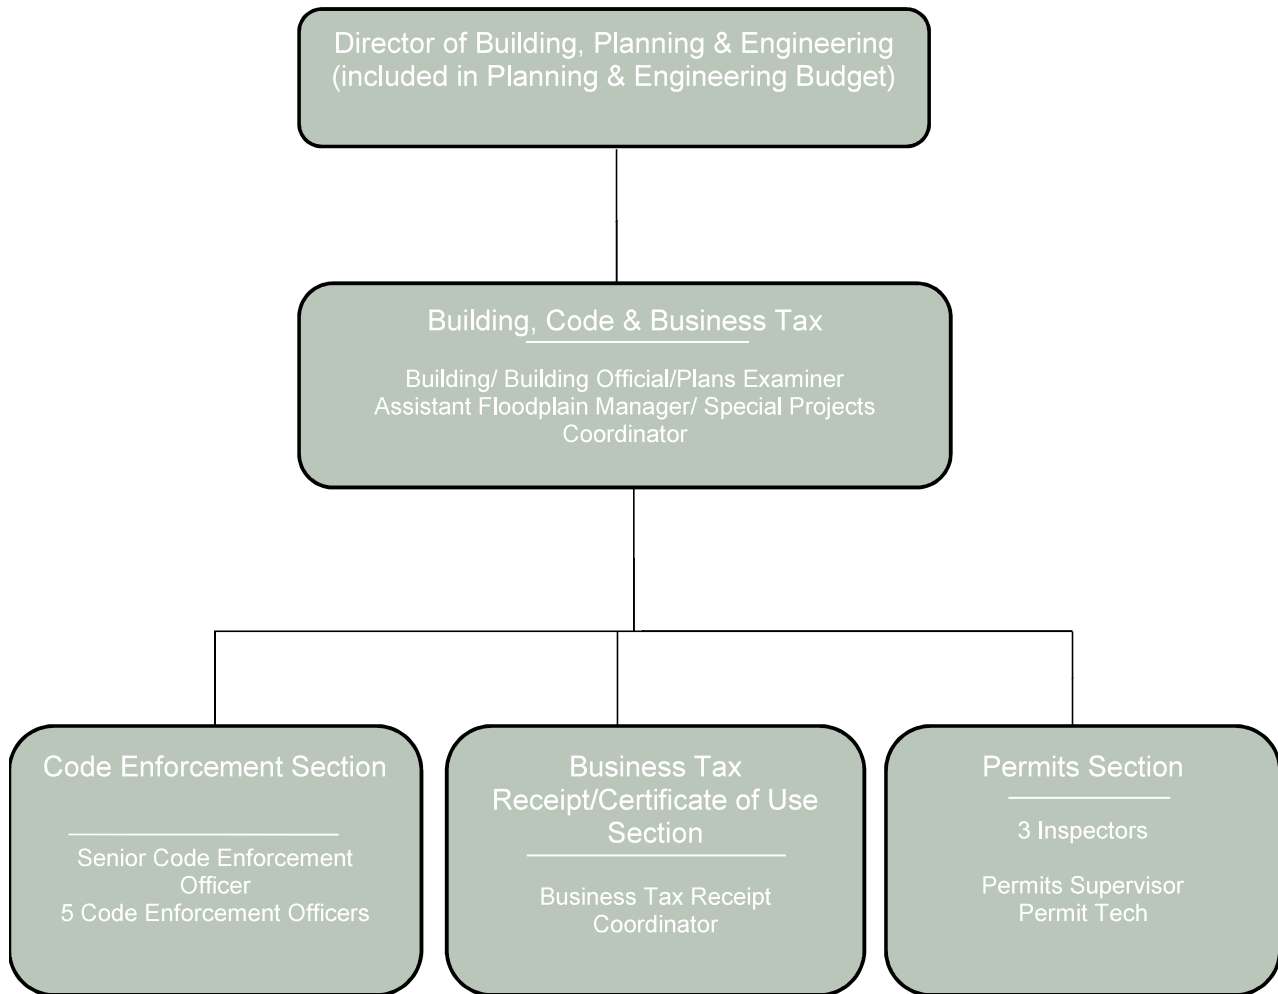 Director of Building, Planning & Engineering
(included in Planning & Engineering Budget)
Building, Code & Business Tax
Building/ Building Official/Plans Examiner
Assistant Floodplain Manager/ Special Projects
Coordinator
Code Enforcement Section
Senior Code Enforcement
Officer
5 Code Enforcement Officers
Business Tax
Receipt/Certificate of Use
Section
Business Tax Receipt
Coordinator
Permits Section
3 Inspectors
Permits Supervisor
Permit Tech